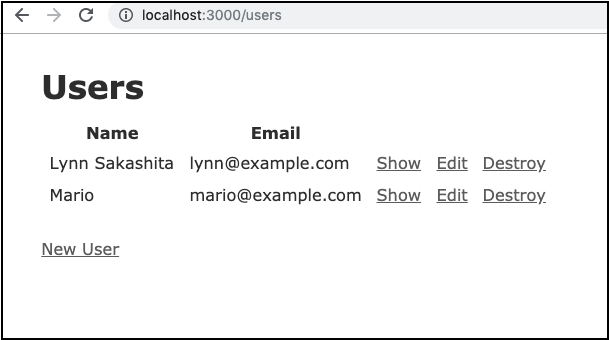 localhost:3000/users
Users
Name Email
Lynn Sakashita lynn@example.com Show Edit Destroy
Mario mario@example.com Show Edit Destroy
New User